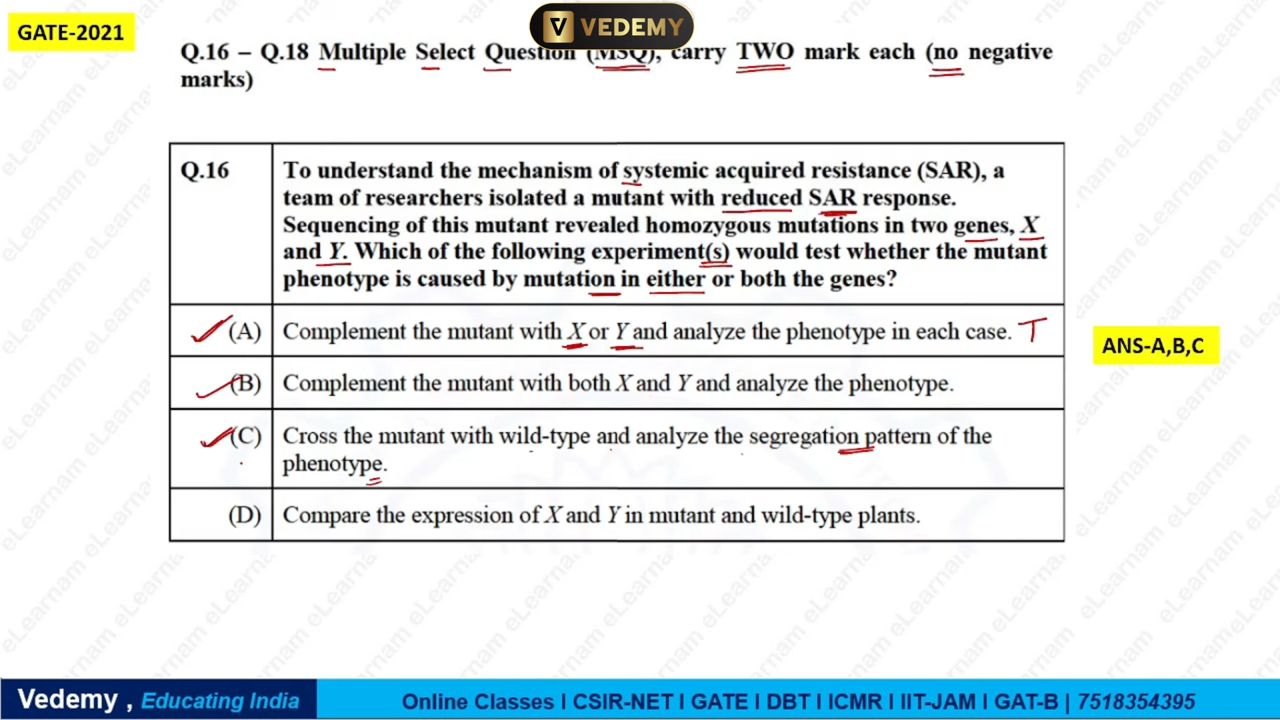 GATE-2021
VEDEMY
Q.16 – Q.18 Multiple Select Question (MSQ), carry TWO mark each (no negative
marks)
Q.16
To understand the mechanism of systemic acquired resistance (SAR), a
team of researchers isolated a mutant with reduced SAR response.
Sequencing of this mutant revealed homozygous mutations in two genes, X
and Y. Which of the following experiment(s) would test whether the mutant
phenotype is caused by mutation in either or both the genes?
(A) Complement the mutant with X or Y and analyze the phenotype in each case. T
ANS-A,B,C
(B) Complement the mutant with both X and Y and analyze the phenotype.
(C) Cross the mutant with wild-type and analyze the segregation pattern of the
phenotype.
(D) Compare the expression of X and Y in mutant and wild-type plants.
Vedemy , Educating India
Online Classes I CSIR-NET I GATE I DBT I ICMR I IIT-JAM I GAT-B | 7518354395